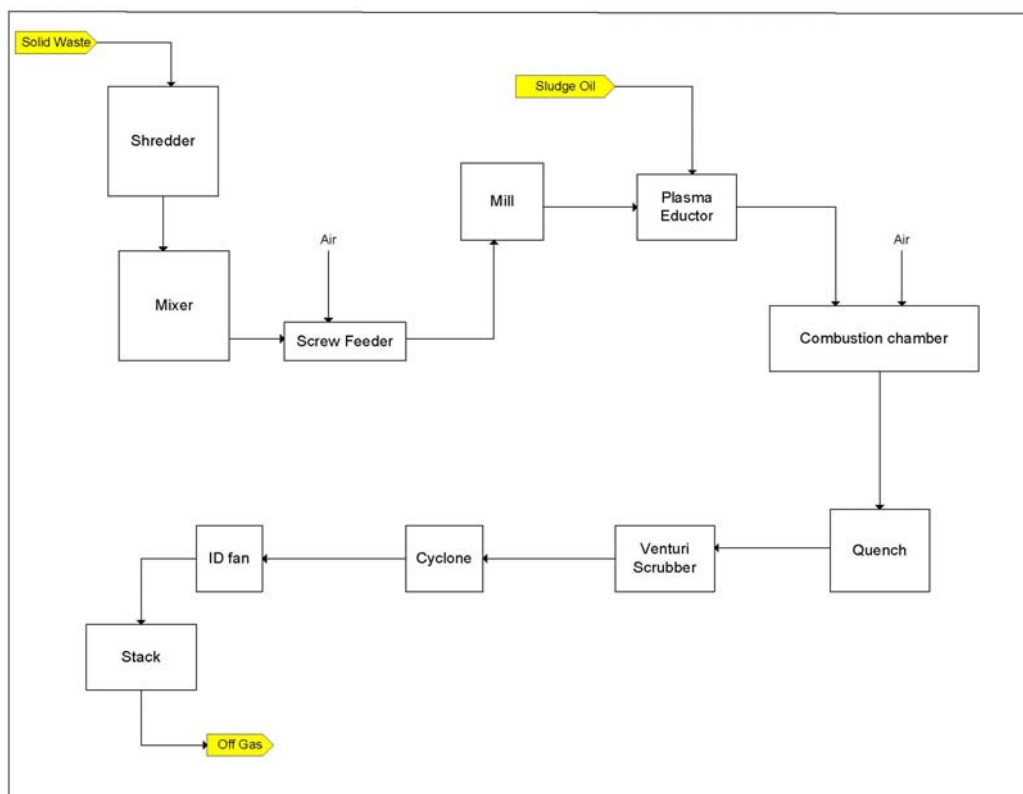 Solid Waste
Shredder
Sludge Oil
Mill
Plasma
Eductor
Air
Air
Mixer
Screw Feeder
Combustion chamber
ID fan
Cyclone
Venturi
Scrubber
Quench
Stack
Off Gas